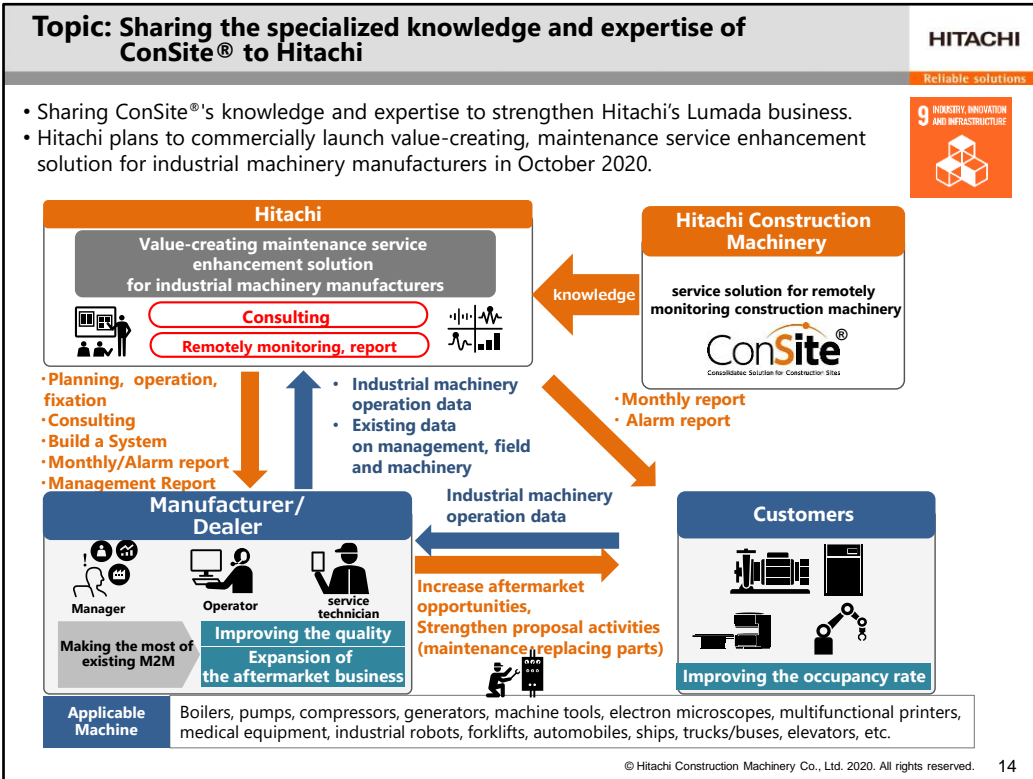 Topic: Sharing the specialized knowledge and expertise of
ConSite® to Hitachi
HITACHI
Reliable solutions
• Sharing ConSite®'s knowledge and expertise to strengthen Hitachi's Lumada business.
• Hitachi plans to commercially launch value-creating, maintenance service enhancement
solution for industrial machinery manufacturers in October 2020.
9 INDUSTRY, INNOVATION
AND INFRASTRUCTURE
Hitachi
Value-creating maintenance service
enhancement solution
for industrial machinery manufacturers
Consulting
Remotely monitoring, report
knowledge
Hitachi Construction
Machinery
service solution for remotely
monitoring construction machinery
ConSite®
Consolidated Solution for Construction Sites
・Planning, operation,
fixation
・Consulting
・Build a System
・Monthly/Alarm report
・Management Report
• Industrial machinery
operation data
• Existing data
on management, field
and machinery
・Monthly report
・Alarm report
Manufacturer/
Dealer
Manager
Operator
service
technician
Making the most of
existing M2M
Improving the quality
Expansion of
the aftermarket business
Industrial machinery
operation data
Increase aftermarket
opportunities,
Strengthen proposal activities
(maintenance,replacing parts)
Customers
Improving the occupancy rate
Applicable
Machine
Boilers, pumps, compressors, generators, machine tools, electron microscopes, multifunctional printers,
medical equipment, industrial robots, forklifts, automobiles, ships, trucks/buses, elevators, etc.
© Hitachi Construction Machinery Co., Ltd. 2020. All rights reserved. 14